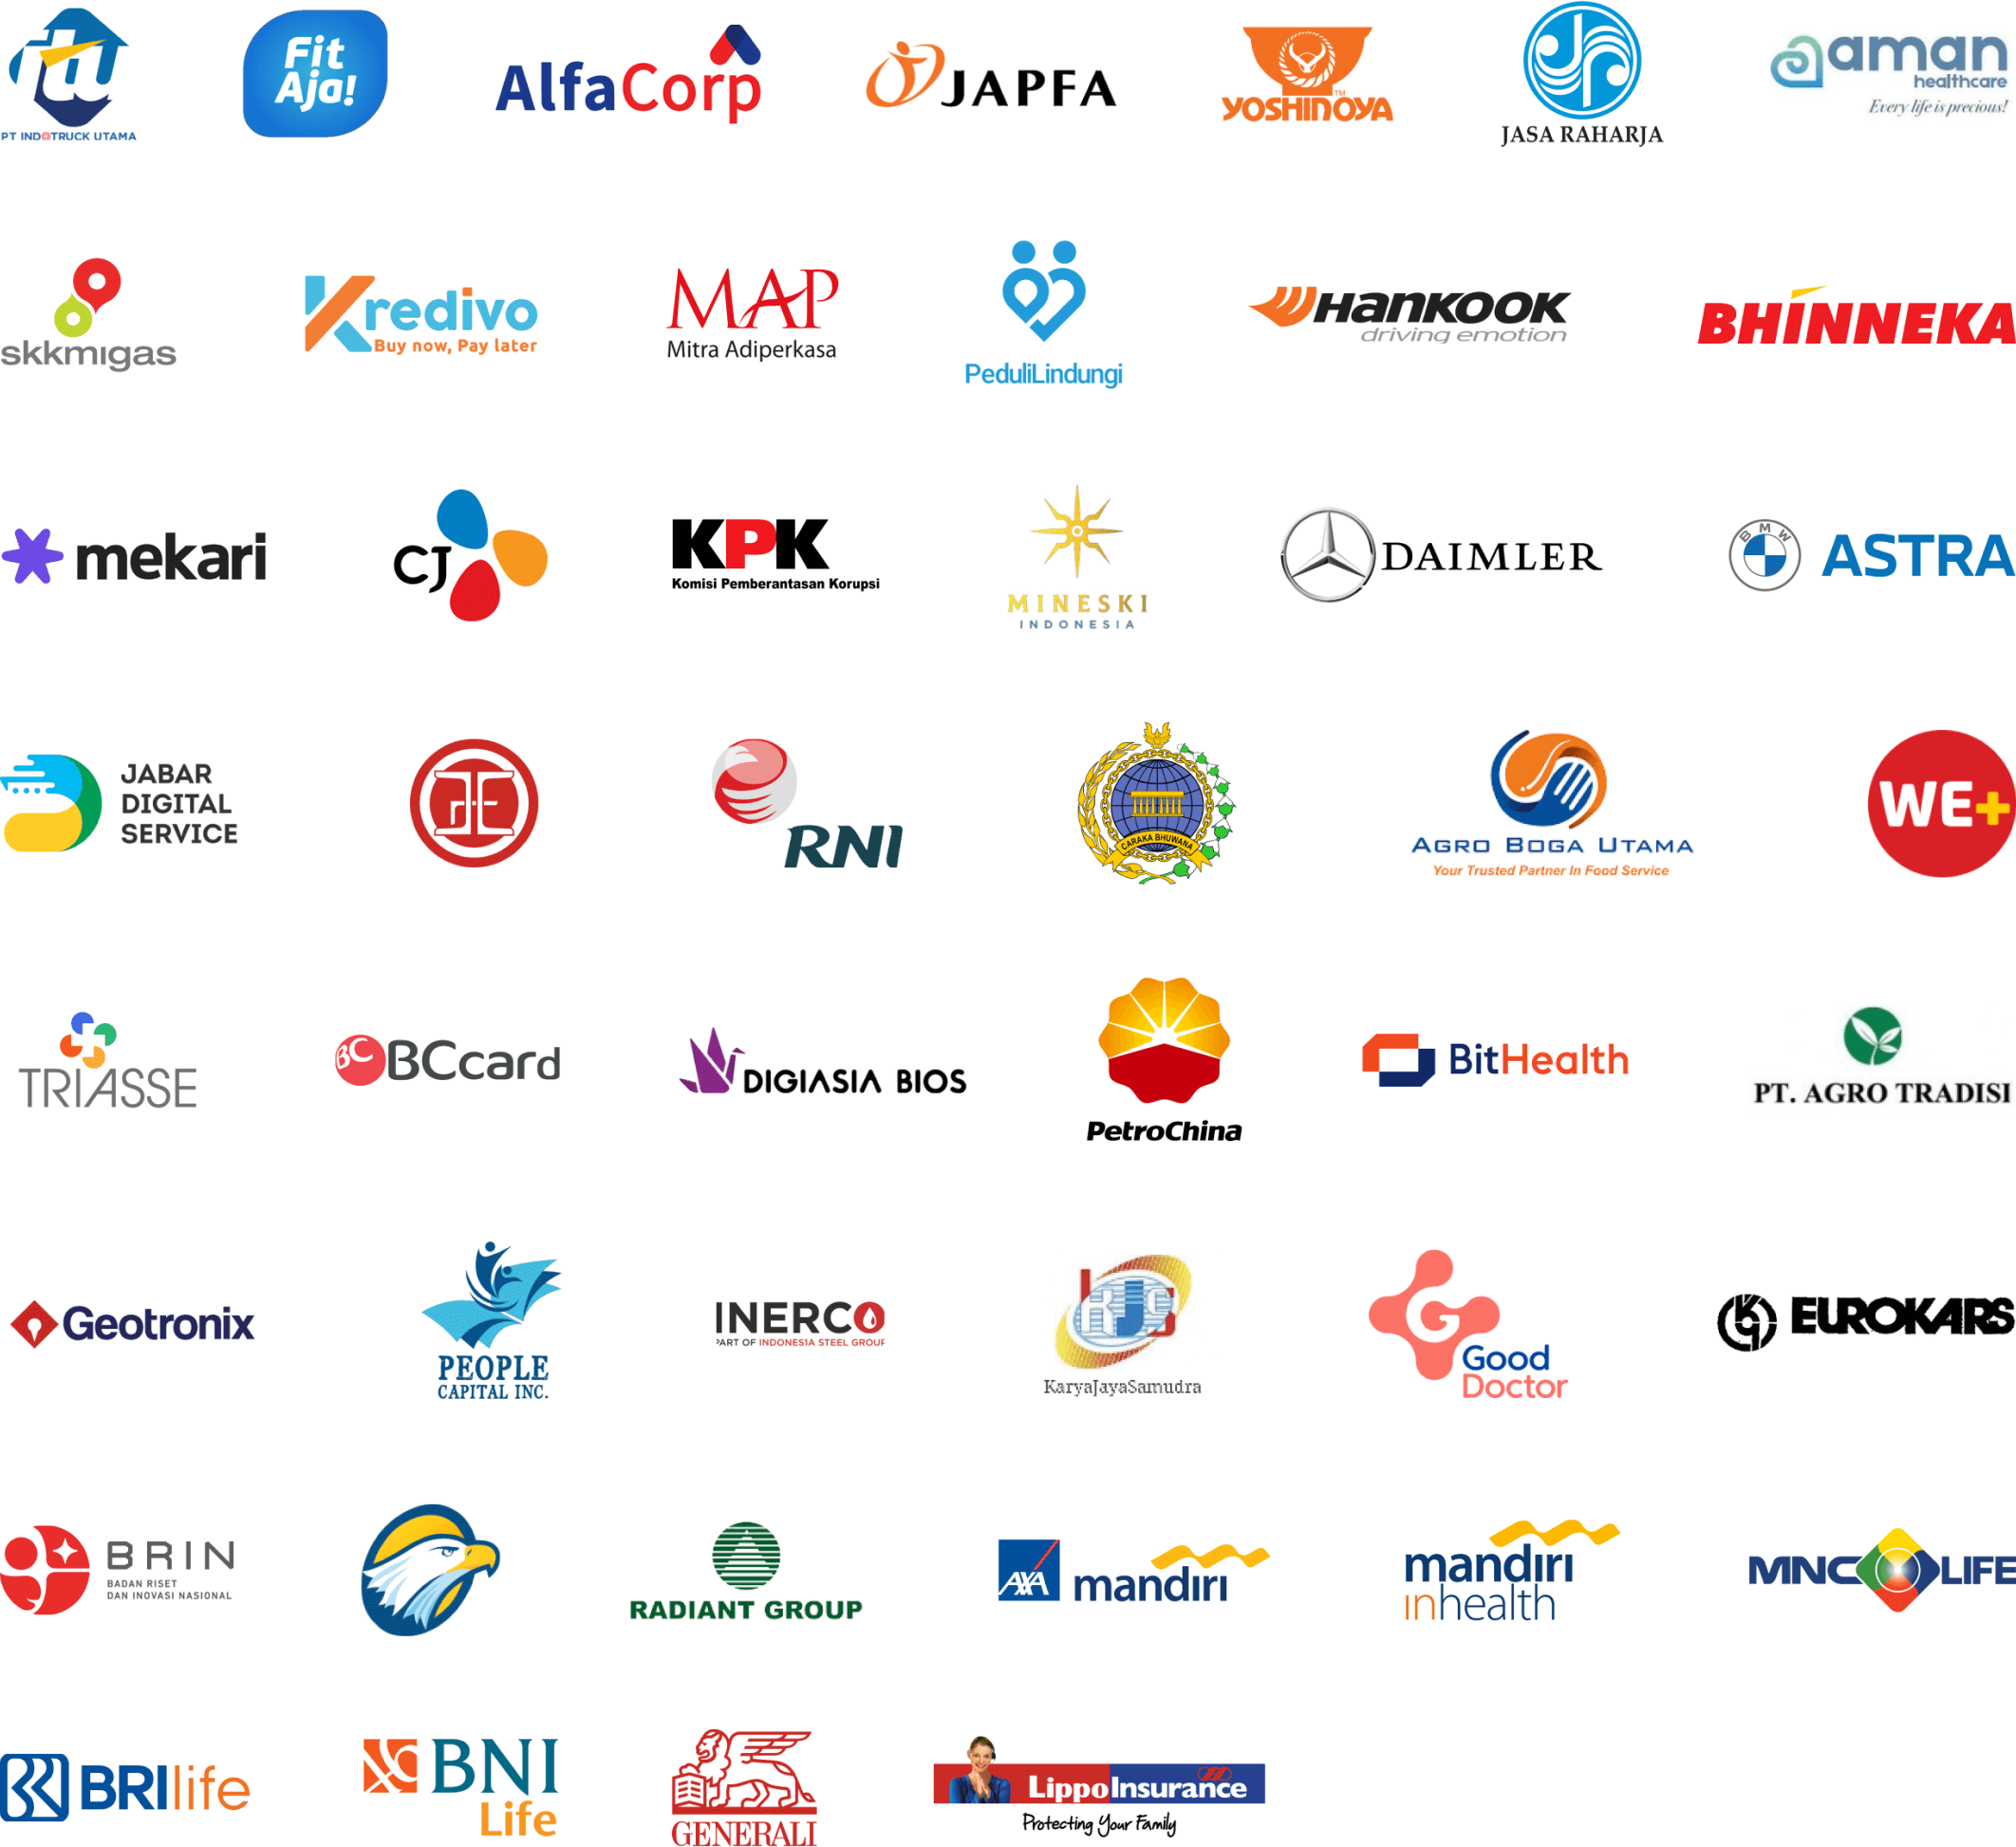 PT INDOTRUCK UTAMA
Fit
Aja!
AlfaCorp
JAPFA
YOSHINOYA
TM
JASA RAHARJA
aman
healthcare
Every life is precious!
skkmigas
Kredivo
Buy now, Pay later
MAP
Mitra Adiperkasa
PeduliLindungi
HANKOOK
driving emotion
BHINNEKA
mekari
CJ
KPK
Komisi Pemberantasan Korupsi
MINESKI
INDONESIA
DAIMLER
BMW
ASTRA
JABAR
DIGITAL
SERVICE
RNI
CARAKA BHUWANA
AGRO BOGA UTAMA
Your Trusted Partner In Food Service
WE+
TRIASSE
BC
BCcard
DIGIASIA BIOS
PetroChina
BitHealth
PT. AGRO TRADISI
Geotronix
PEOPLE
CAPITAL INC.
INERCO
PART OF INDONESIA STEEL GROUP
KJS
KaryaJayaSamudra
G
Good
Doctor
EUROKARS
BRIN
BADAN RISET
DAN INOVASI NASIONAL
RADIANT GROUP
AXA
mandiri
mandiri
inhealth
MNC LIFE
BRI life
BNI
Life
GENERALI
LippoInsurance
Protecting Your Family